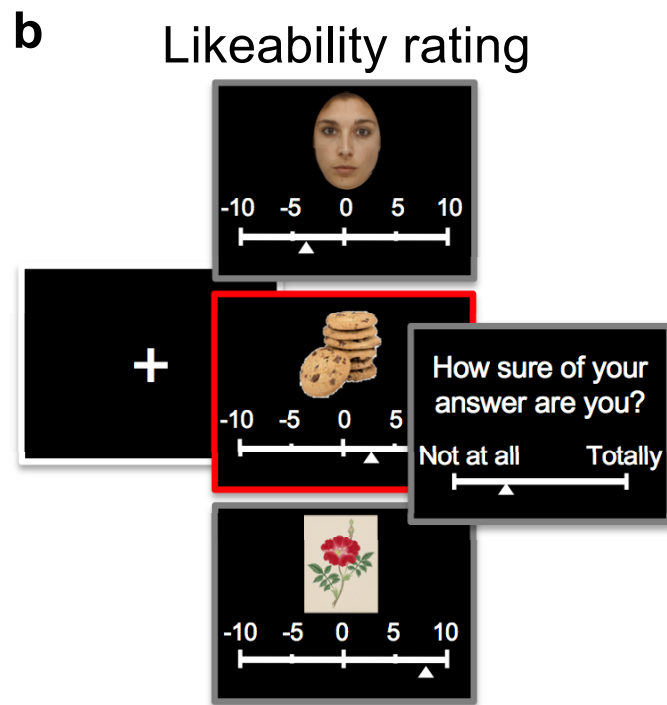 b
Likeability rating
-10 -5 0 5 10
+
-10 -5 0 5
How sure of your
answer are you?
Not at all Totally
-10 -5 0 5 10